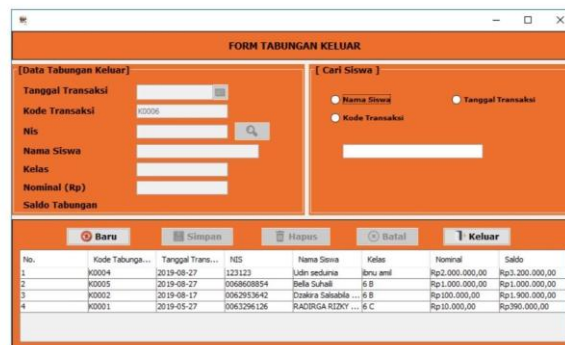 FORM TABUNGAN KELUAR
[Data Tabungan Keluar]
Tanggal Transaksi
Kode Transaksi K0006
Nis
Nama Siswa
Kelas
Nominal (Rp)
Saldo Tabungan
[ Cari Siswa ]
Nama Siswa Tanggal Transaksi
Kode Transaksi
Baru Simpan Hapus Batal Keluar
No. Kode Tabunga... Tanggal Trans... NIS Nama Siswa Kelas Nominal Saldo
1 K0004 2019-08-27 123123 Udin sedunia ibnu amil Rp2.000.000,00 Rp3.200.000,00
2 K0005 2019-08-27 0068608854 Bella Suhaili 6 B Rp1.000.000,00 Rp1.000.000,00
3 K0002 2019-08-17 0062953642 Dzakira Salsabila ... 6 B Rp100.000,00 Rp1.900.000,00
4 K0001 2019-05-27 0063296126 RADIRGA RIZKY ... 6 C Rp10.000,00 Rp390.000,00